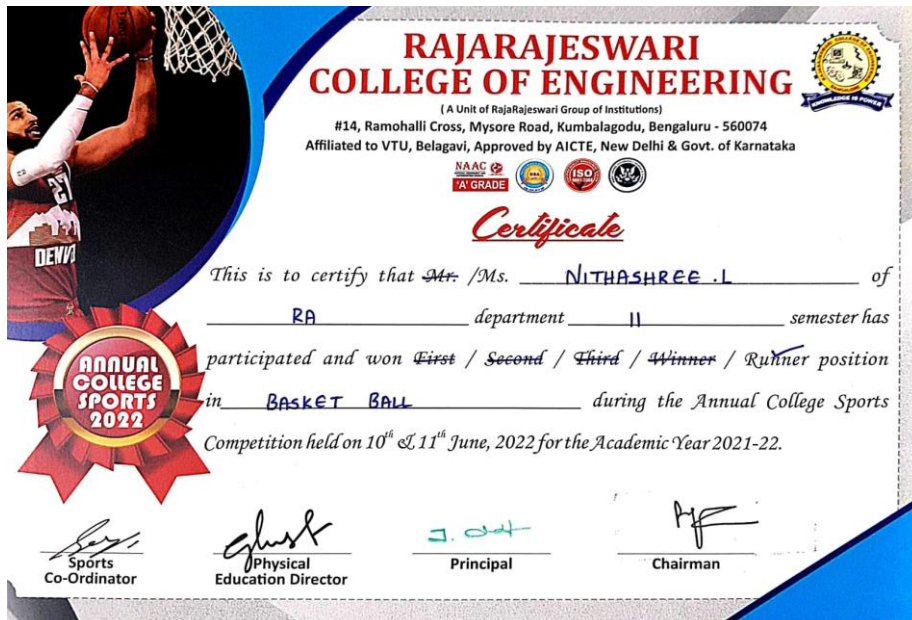 RAJARAJESWARI
COLLEGE OF ENGINEERING
( A Unit of RajaRajeswari Group of Institutions)
#14, Ramohalli Cross, Mysore Road, Kumbalagodu, Bengaluru - 560074
Affiliated to VTU, Belagavi, Approved by AICTE, New Delhi & Govt. of Karnataka
KNOWLEDGE IS POWER
NAAC
'A' GRADE
ISO
Certificate
This is to certify that Mr. /Ms. NITHASHREE .L of
RA department II semester has
participated and won First / Second / Third / Winner / Runner position
in BASKET BALL during the Annual College Sports
Competition held on 10th & 11th June, 2022 for the Academic Year 2021-22.
27
DENV
ANNUAL
COLLEGE
SPORTS
2022
Sports
Co-Ordinator
Physical
Education Director
Principal
Chairman